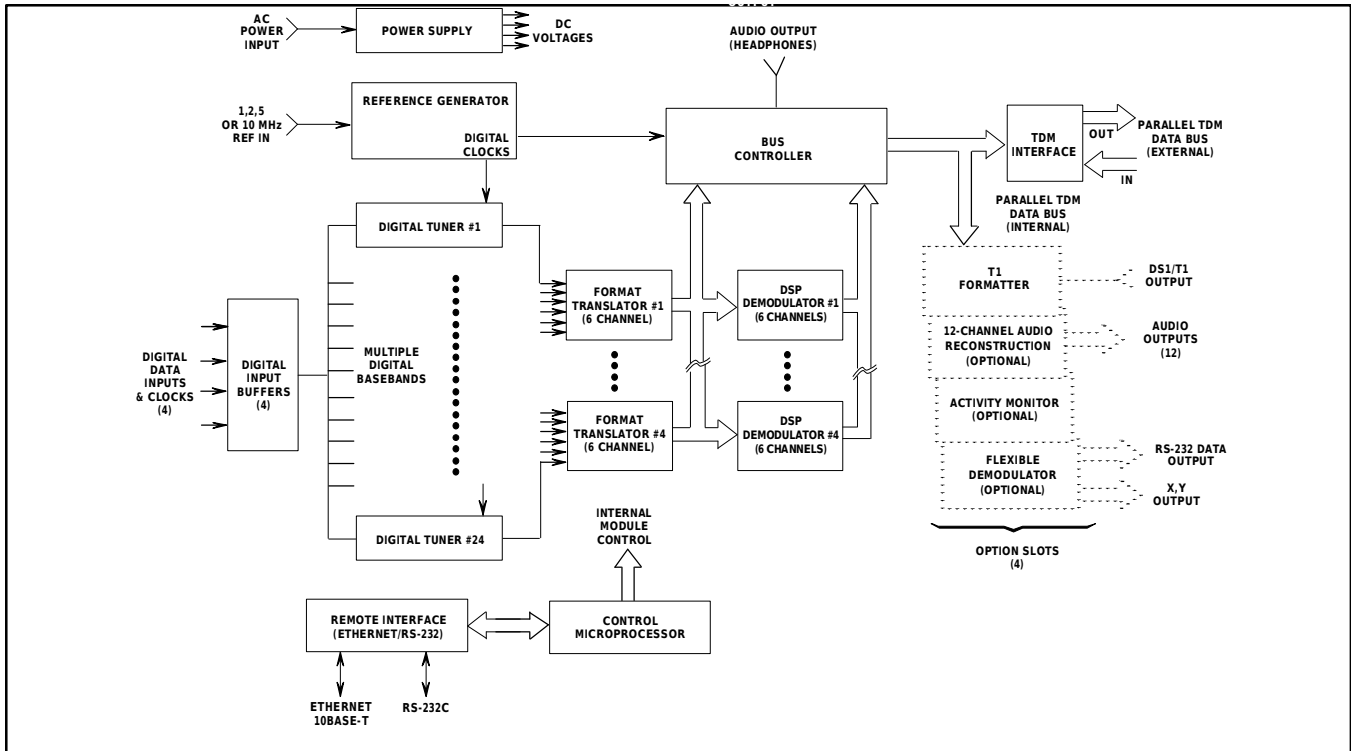 AC
POWER
INPUT
POWER SUPPLY
DC
VOLTAGES
AUDIO OUTPUT
(HEADPHONES)
1,2,5
OR 10 MHz
REF IN
REFERENCE GENERATOR
DIGITAL
CLOCKS
BUS
CONTROLLER
TDM
INTERFACE
OUT
IN
PARALLEL TDM
DATA BUS
(EXTERNAL)
PARALLEL TDM
DATA BUS
(INTERNAL)
DIGITAL TUNER #1
FORMAT
TRANSLATOR #1
(6 CHANNEL)
DSP
DEMODULATOR #1
(6 CHANNELS)
T1
FORMATTER
DS1/T1
OUTPUT
12-CHANNEL AUDIO
RECONSTRUCTION
(OPTIONAL)
AUDIO
OUTPUTS
(12)
DIGITAL
DATA
INPUTS
& CLOCKS
(4)
DIGITAL
INPUT
BUFFERS
(4)
MULTIPLE
DIGITAL
BASEBANDS
FORMAT
TRANSLATOR #4
(6 CHANNEL)
DSP
DEMODULATOR #4
(6 CHANNELS)
ACTIVITY MONITOR
(OPTIONAL)
FLEXIBLE
DEMODULATOR
(OPTIONAL)
RS-232 DATA
OUTPUT
X,Y
OUTPUT
DIGITAL TUNER #24
INTERNAL
MODULE
CONTROL
OPTION SLOTS
(4)
REMOTE INTERFACE
(ETHERNET/RS-232)
CONTROL
MICROPROCESSOR
ETHERNET
10BASE-T
RS-232C